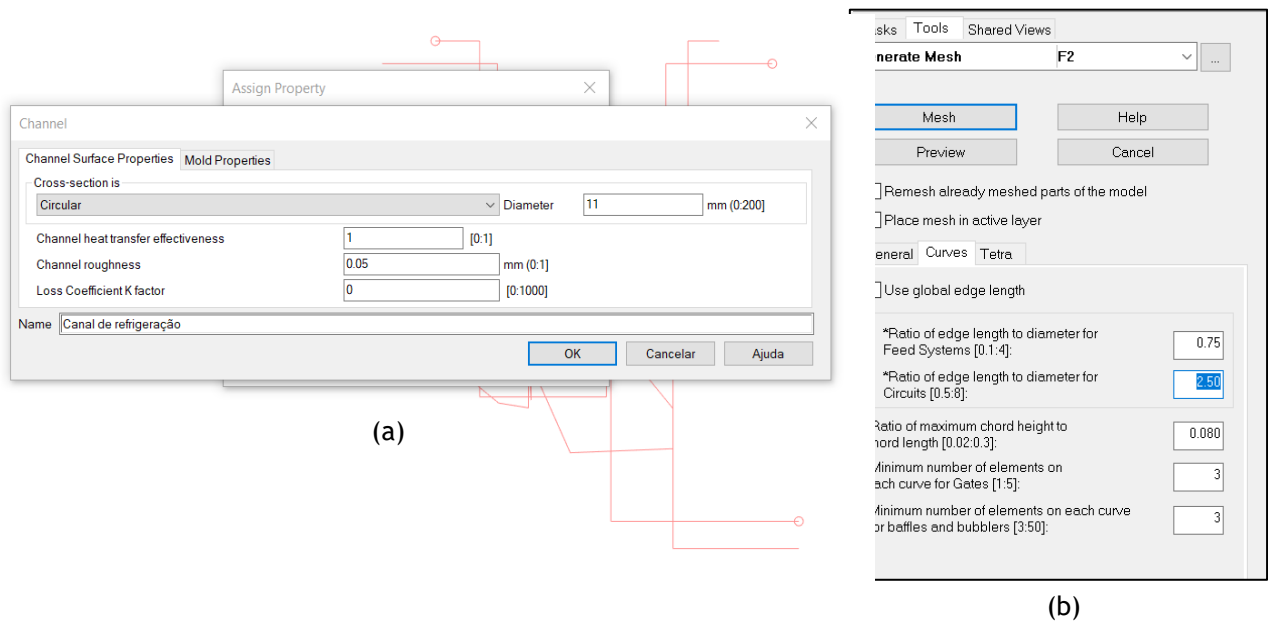 Assign Property
Channel
Channel Surface Properties Mold Properties
Cross-section is
Circular Diameter 11 mm (0:200]
Channel heat transfer effectiveness 1 [0:1]
Channel roughness 0.05 mm (0:1]
Loss Coefficient K factor 0 [0:1000]
Name Canal de refrigeração
OK Cancelar Ajuda
(a)
asks Tools Shared Views
nerate Mesh F2 ...
Mesh Help
Preview Cancel
Remesh already meshed parts of the model
Place mesh in active layer
eneral Curves Tetra
Use global edge length
*Ratio of edge length to diameter for
Feed Systems [0.1:4]: 0.75
*Ratio of edge length to diameter for
Circuits [0.5:8]: 2.50
Ratio of maximum chord height to
hord length [0.02:0.3]: 0.080
Minimum number of elements on
ach curve for Gates [1:5]: 3
Minimum number of elements on each curve
or baffles and bubblers [3:50]: 3
(b)